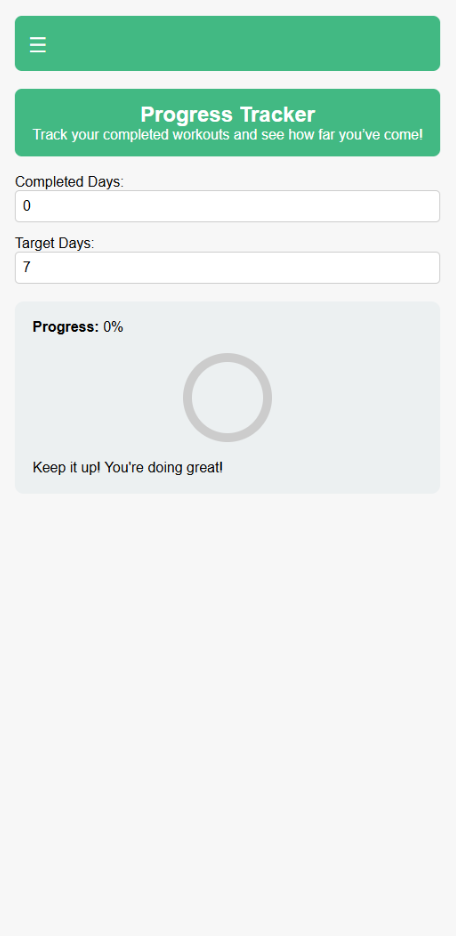 ☰
Progress Tracker
Track your completed workouts and see how far you’ve come!
Completed Days:
0
Target Days:
7
Progress: 0%
Keep it up! You're doing great!